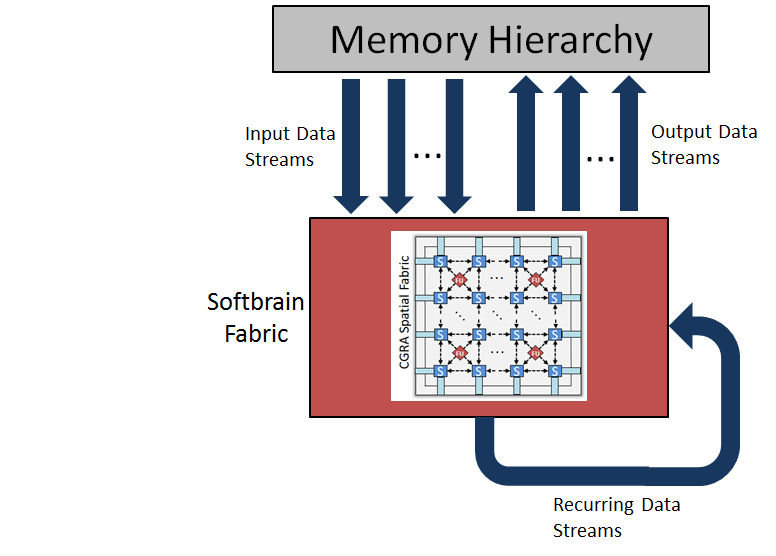 Memory Hierarchy
Input Data
Streams
...
...
Output Data
Streams
Softbrain
Fabric
CGRA Spatial Fabric
S S S S
FU ... FU
S S S S
... ...
S S S S
FU ... FU
S S S S
Recurring Data
Streams